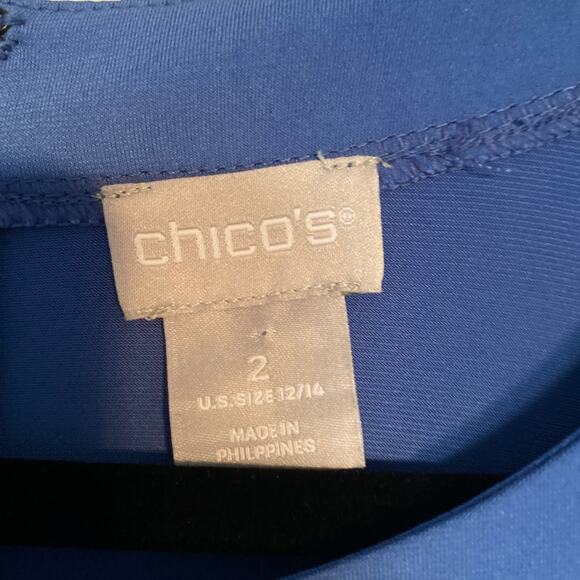 chico's®
2
U.S. SIZE 12/14
MADE IN
PHILIPPINES